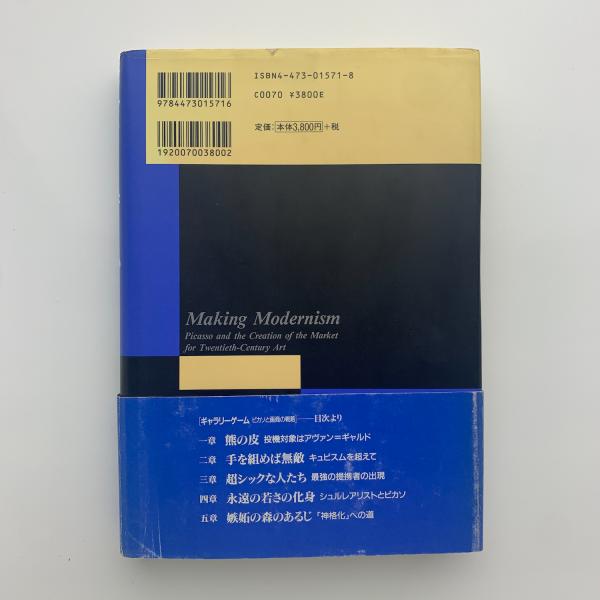 ISBN4-473-01571-8
C0070 ¥3800E
9784473015716
定価:本体3,800円+税
1920070038002
Making Modernism
Picasso and the Creation of the Market
for Twentieth-Century Art
[ギャラリーゲーム ピカソと画商の戦略]——目次より
一章 熊の皮 投機対象はアヴァン=ギャルド
二章 手を組めば無敵 キュビスムを超えて
三章 超シックな人たち 最強の提携者の出現
四章 永遠の若さの化身 シュルレアリストとピカソ
五章 嫉妬の森のあるじ 「神格化」への道